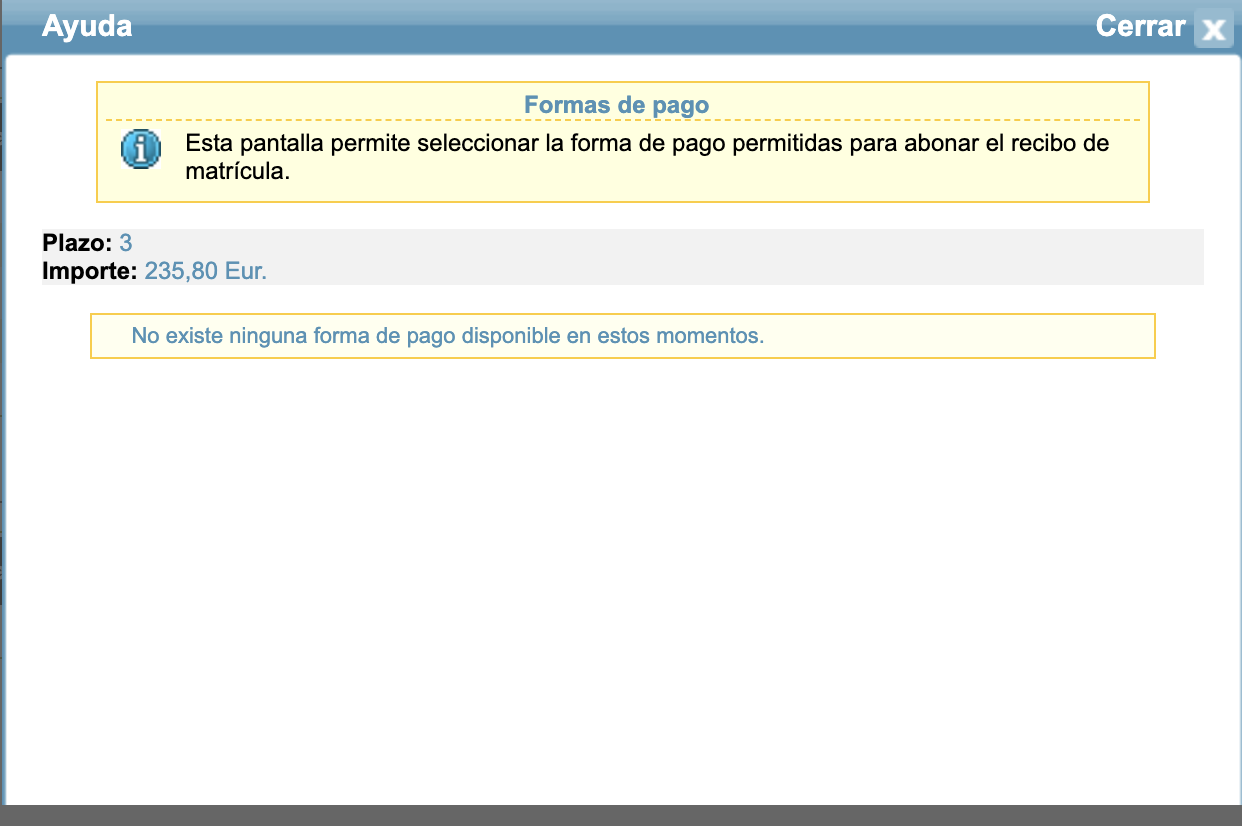 Ayuda
Cerrar x
Formas de pago
Esta pantalla permite seleccionar la forma de pago permitidas para abonar el recibo de
matrícula.
Plazo: 3
Importe: 235,80 Eur.
No existe ninguna forma de pago disponible en estos momentos.